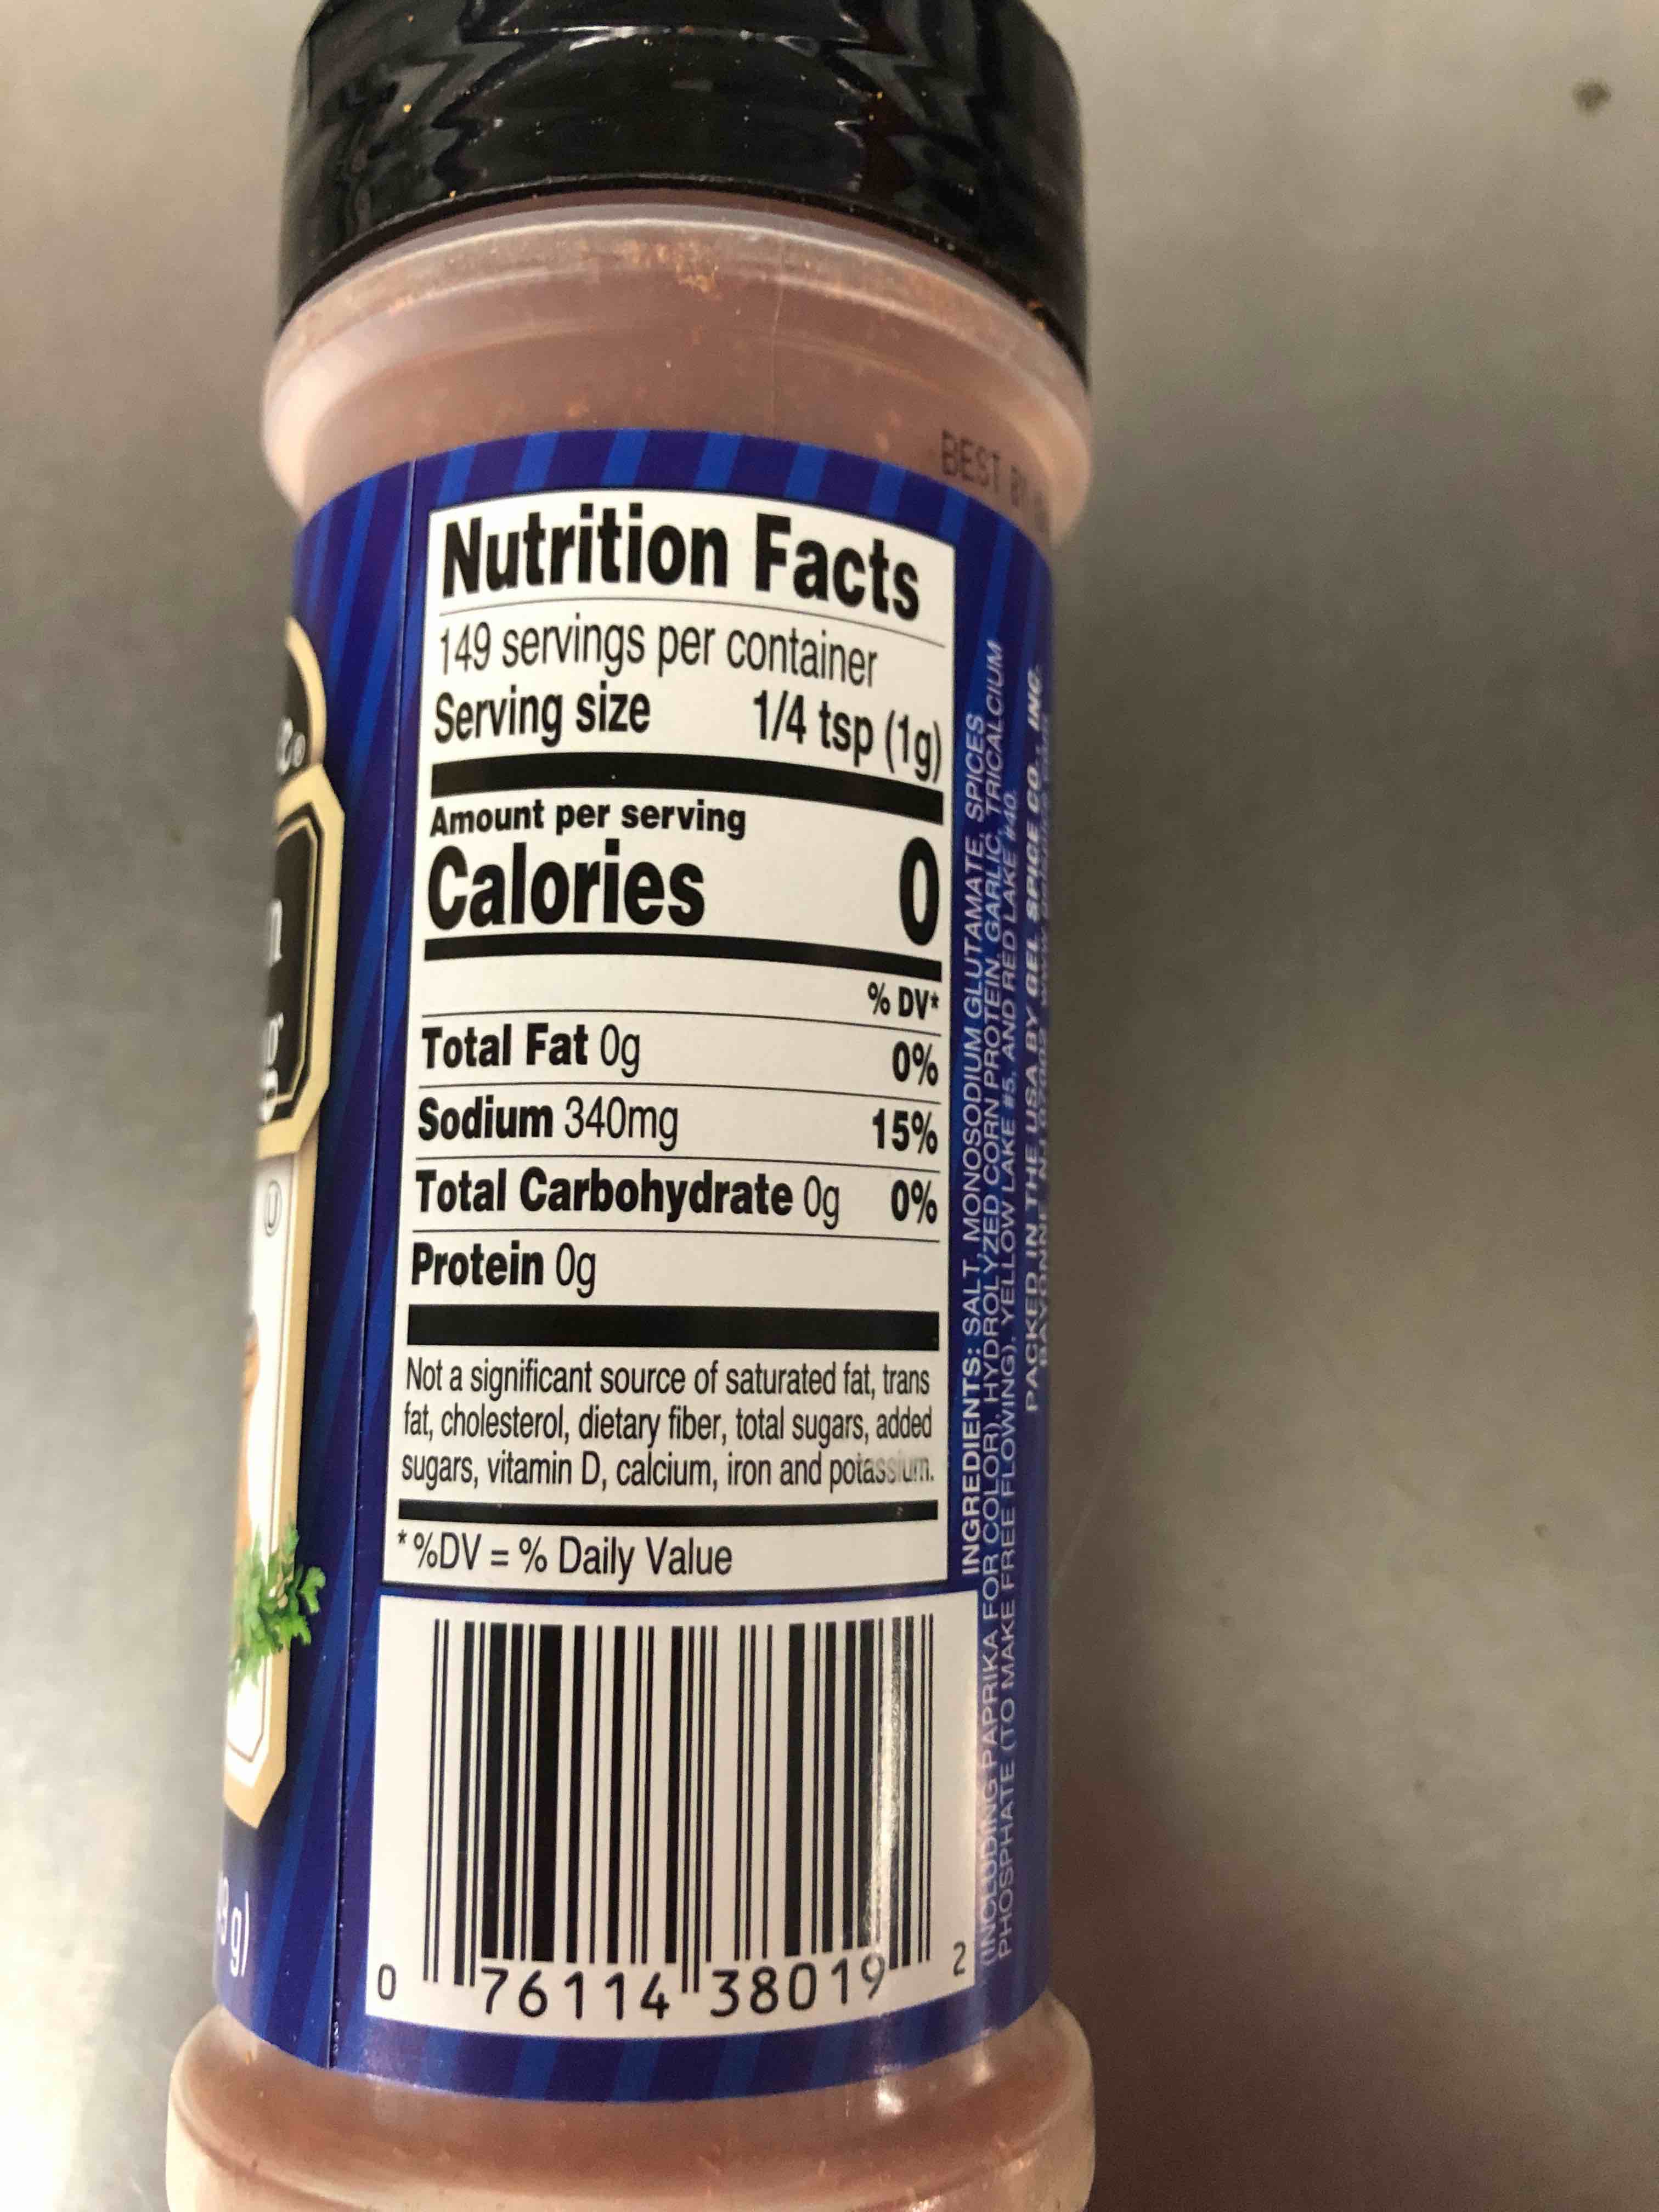 BEST BY
Nutrition Facts
149 servings per container
Serving size 1/4 tsp (1g)
Amount per serving
Calories 0
% DV*
Total Fat 0g 0%
Sodium 340mg 15%
Total Carbohydrate 0g 0%
Protein 0g
Not a significant source of saturated fat, trans
fat, cholesterol, dietary fiber, total sugars, added
sugars, vitamin D, calcium, iron and potassium.
*%DV = % Daily Value
0 76114 38019 2
INGREDIENTS: SALT, MONOSODIUM GLUTAMATE, SPICES
(INCLUDING PAPRIKA FOR COLOR), HYDROLYZED CORN PROTEIN, GARLIC, TRICALCIUM
PHOSPHATE (TO MAKE FREE FLOWING), YELLOW LAKE #5, AND RED LAKE #40.
PACKED IN THE USA BY GEL SPICE CO., INC.
BAYONNE, NJ 07002
9 g)